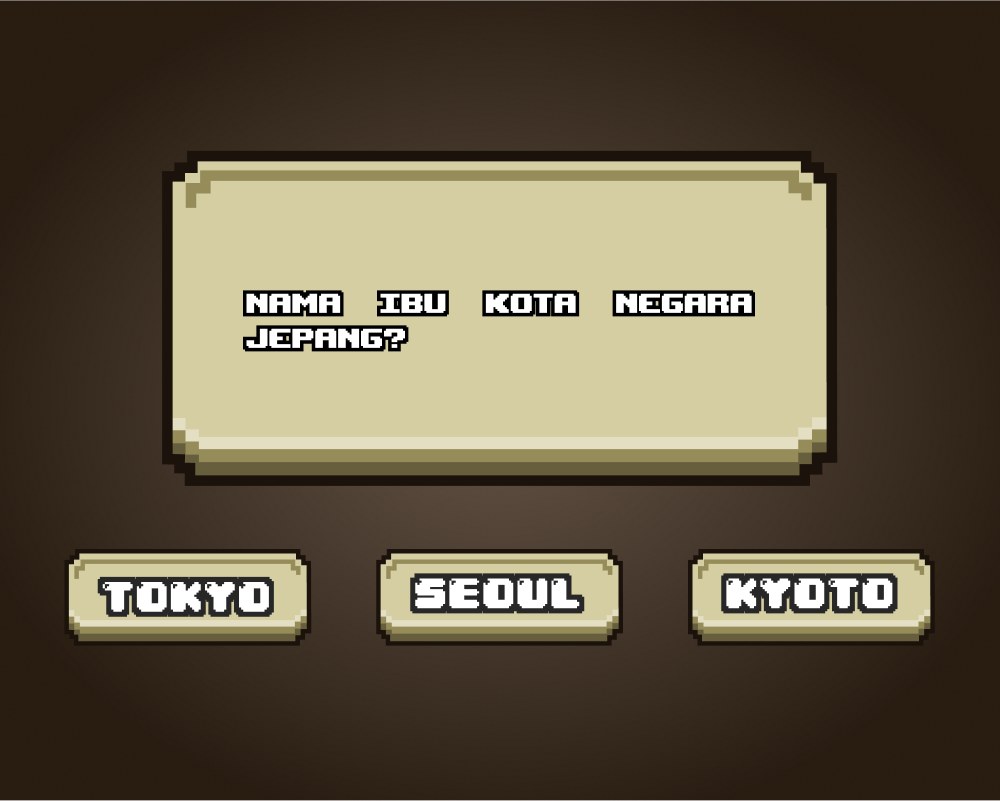 NAMA IBU KOTA NEGARA
JEPANG?
TOKYO
SEOUL
KYOTO